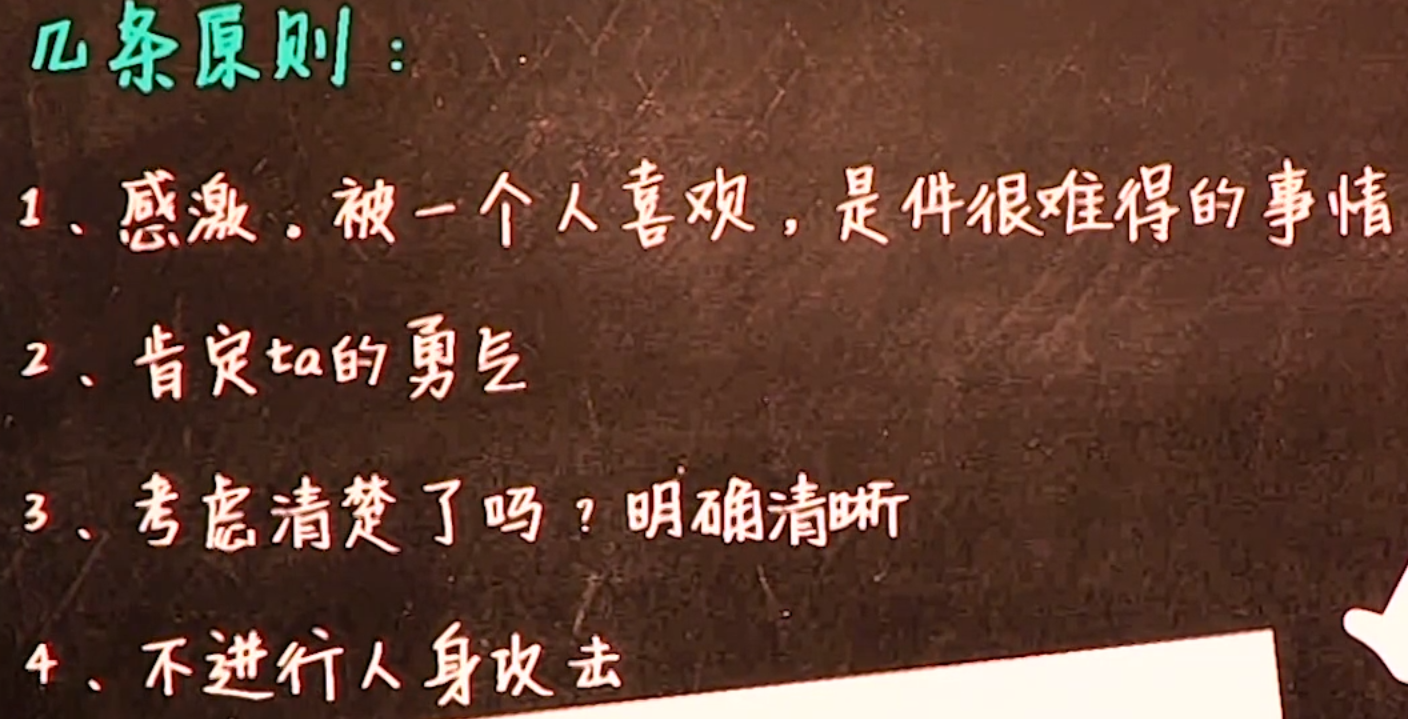 几条原则：
1、感激。被一个人喜欢，是件很难得的事情
2、肯定ta的勇气
3、考虑清楚了吗？明确清晰
4、不进行人身攻击